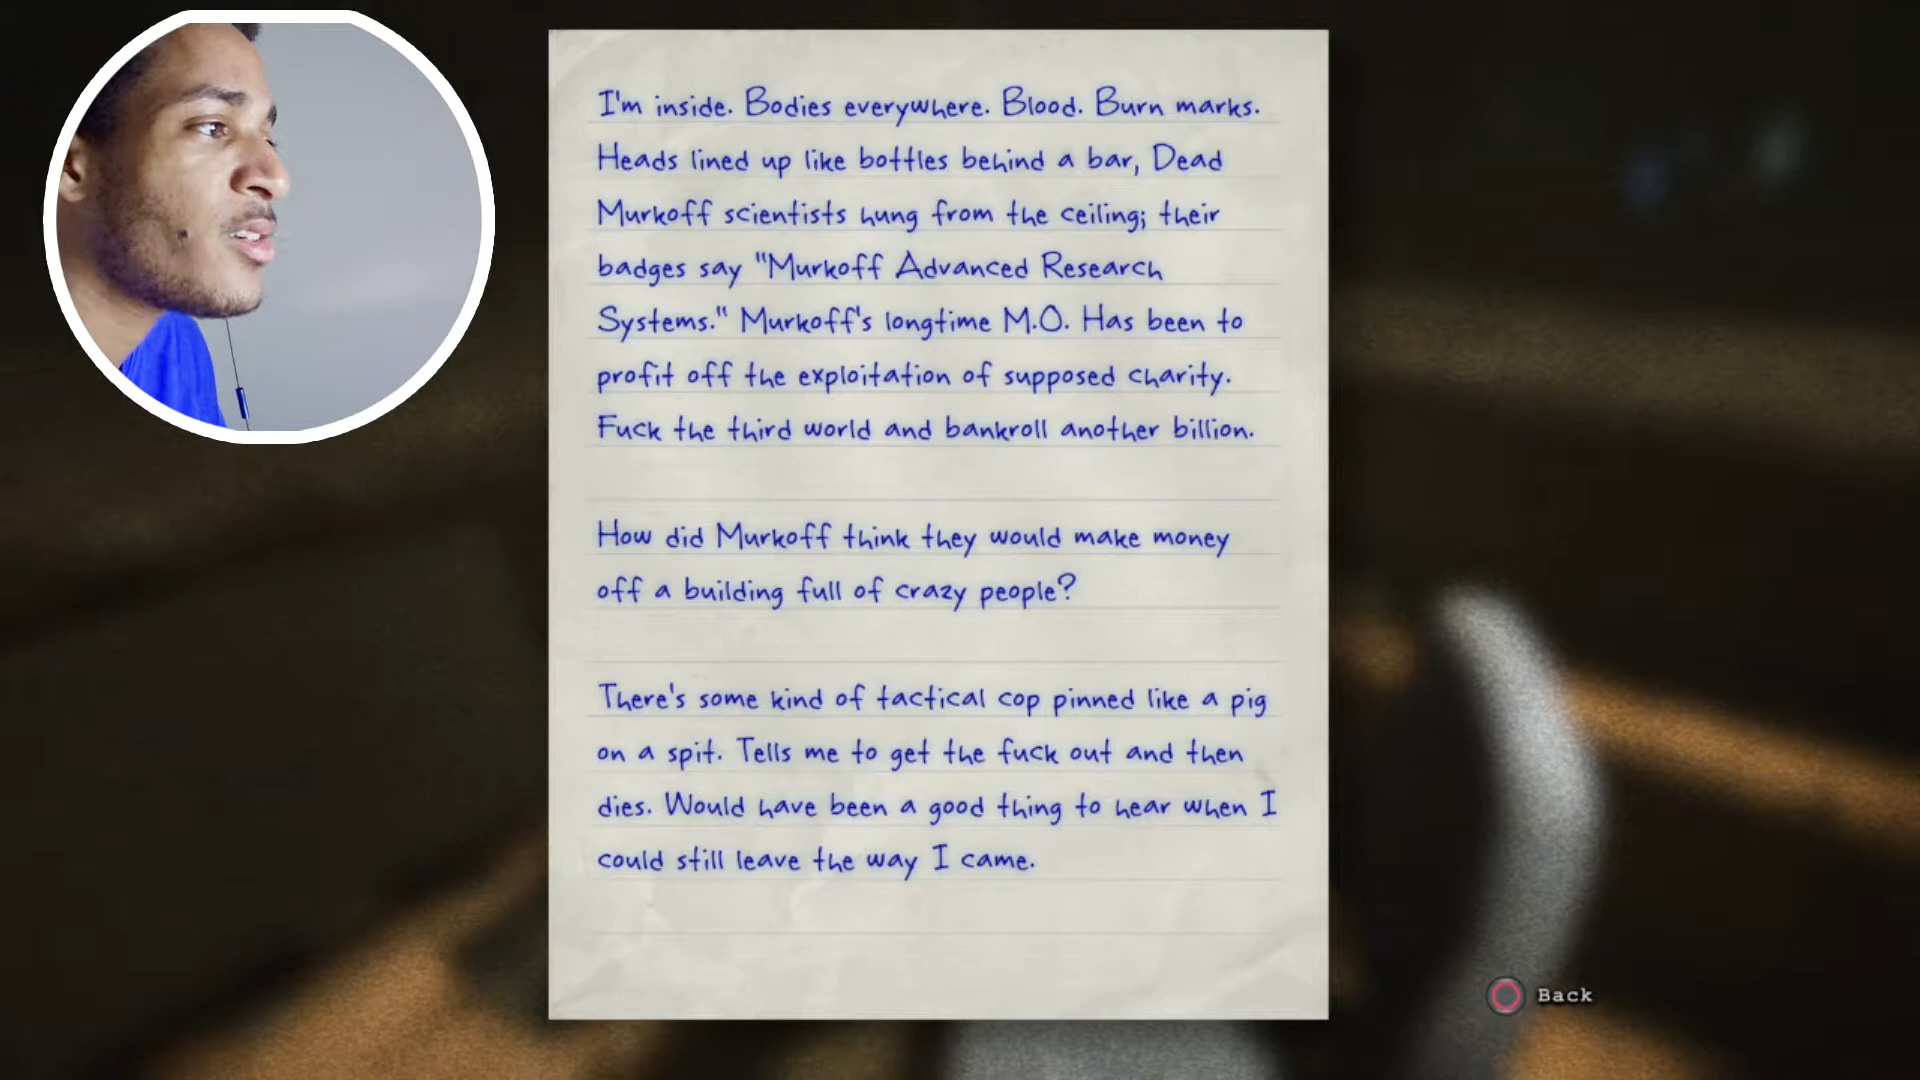 I'm inside. Bodies everywhere. Blood. Burn marks.
Heads lined up like bottles behind a bar, Dead
Murkoff scientists hung from the ceiling; their
badges say "Murkoff Advanced Research
Systems." Murkoff's longtime M.O. Has been to
profit off the exploitation of supposed charity.
Fuck the third world and bankroll another billion.
How did Murkoff think they would make money
off a building full of crazy people?
There's some kind of tactical cop pinned like a pig
on a spit. Tells me to get the fuck out and then
dies. Would have been a good thing to hear when I
could still leave the way I came.
Back